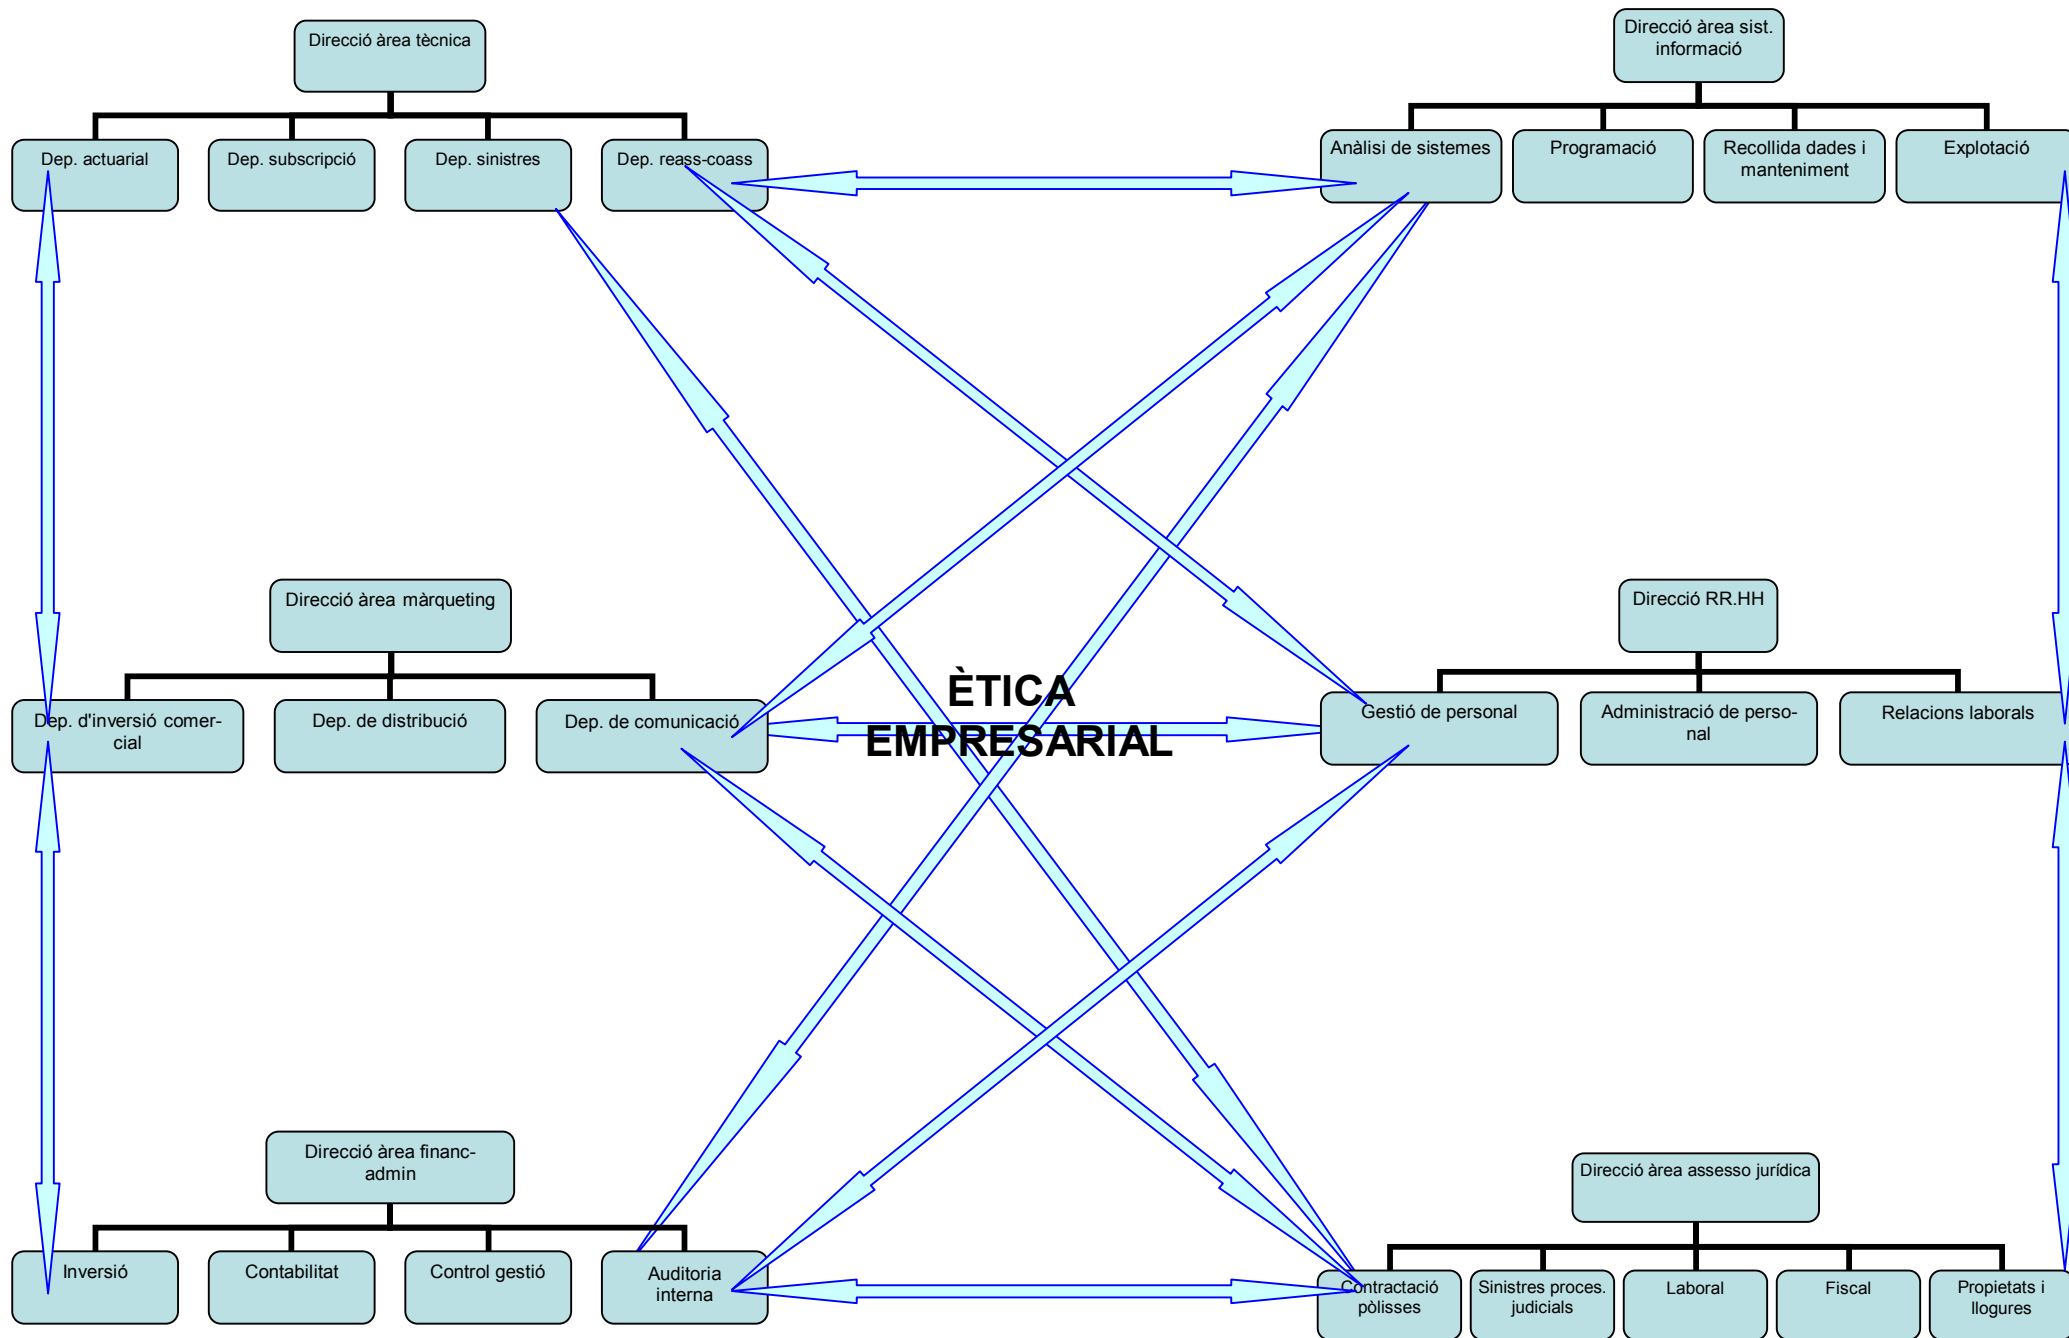 Direcció àrea tècnica
Dep. actuarial
Dep. subscripció
Dep. sinistres
Dep. reass-coass
Direcció àrea sist.
informació
Anàlisi de sistemes
Programació
Recollida dades i
manteniment
Explotació
Direcció àrea màrqueting
Dep. d'inversió comer-
cial
Dep. de distribució
Dep. de comunicació
ÈTICA
EMPRESARIAL
Direcció RR.HH
Gestió de personal
Administració de perso-
nal
Relacions laborals
Direcció àrea financ-
admin
Inversió
Contabilitat
Control gestió
Auditoria
interna
Direcció àrea assesso jurídica
Contractació
pòlisses
Sinistres proces.
judicials
Laboral
Fiscal
Propietats i
llogures